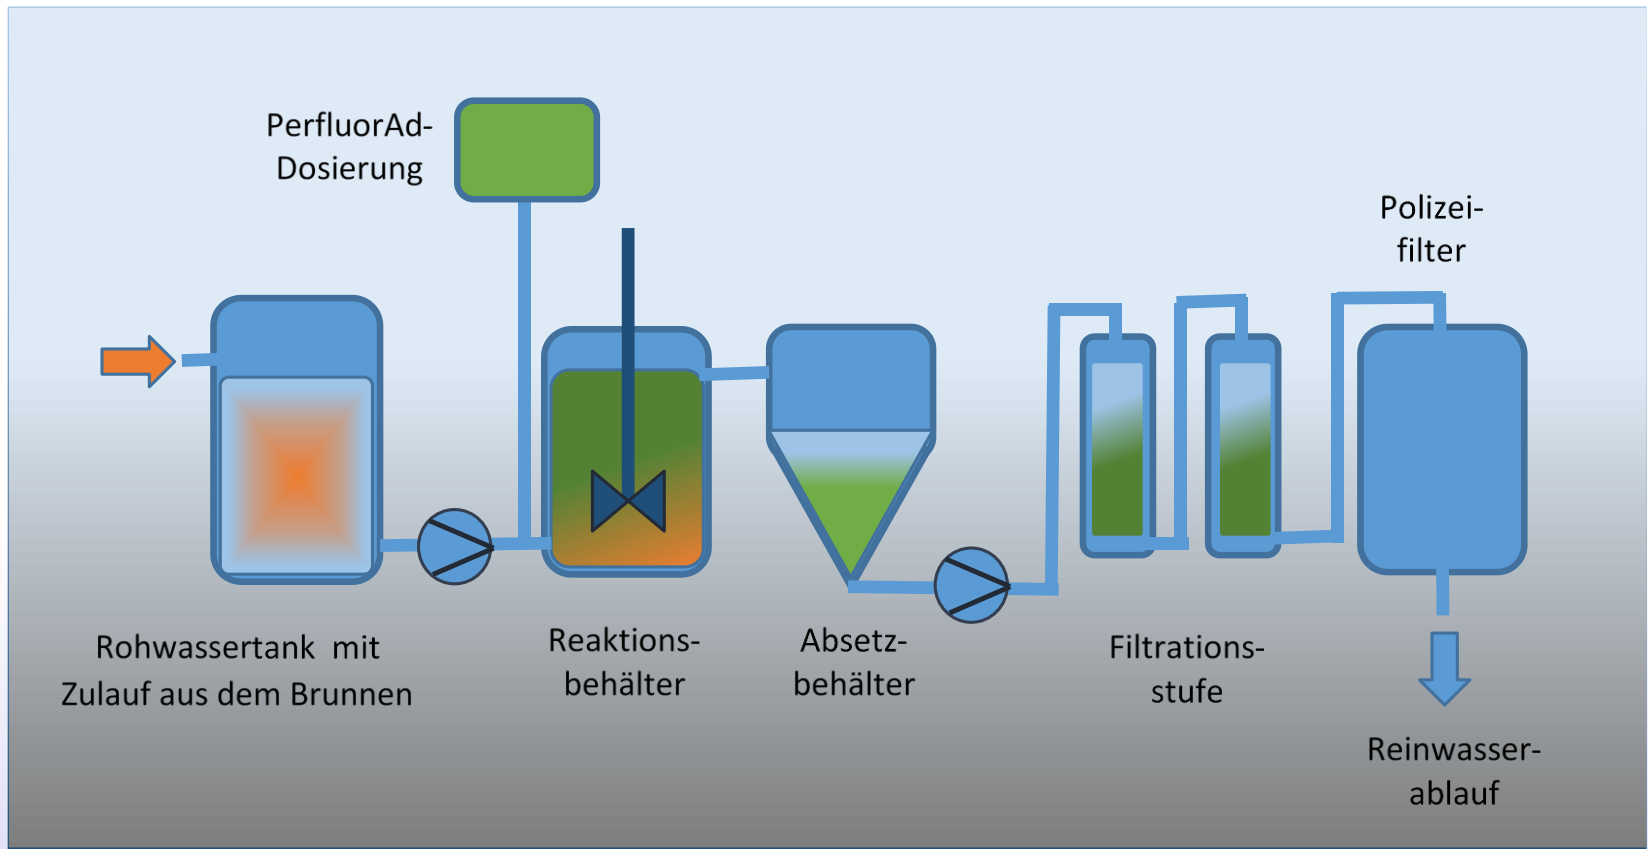 PerfluorAd-
Dosierung
Polizei-
filter
Rohwassertank mit
Zulauf aus dem Brunnen
Reaktions-
behälter
Absetz-
behälter
Filtrations-
stufe
Reinwasser-
ablauf